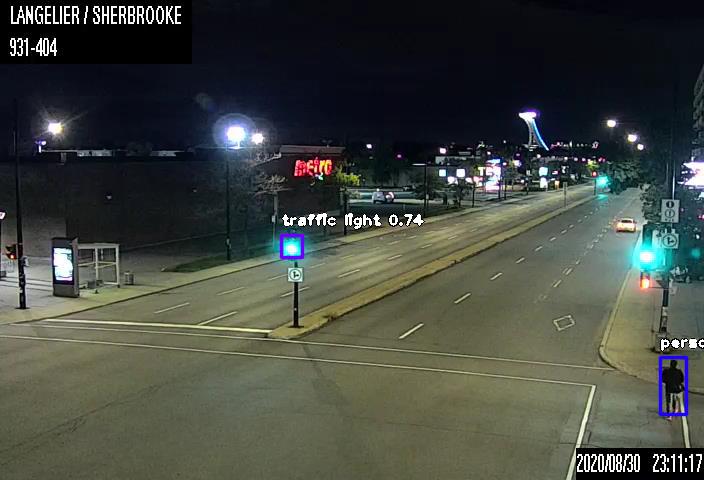 LANGELIER / SHERBROOKE
931-404
metro
traffic light 0.74
perso
2020/08/30 23:11:17